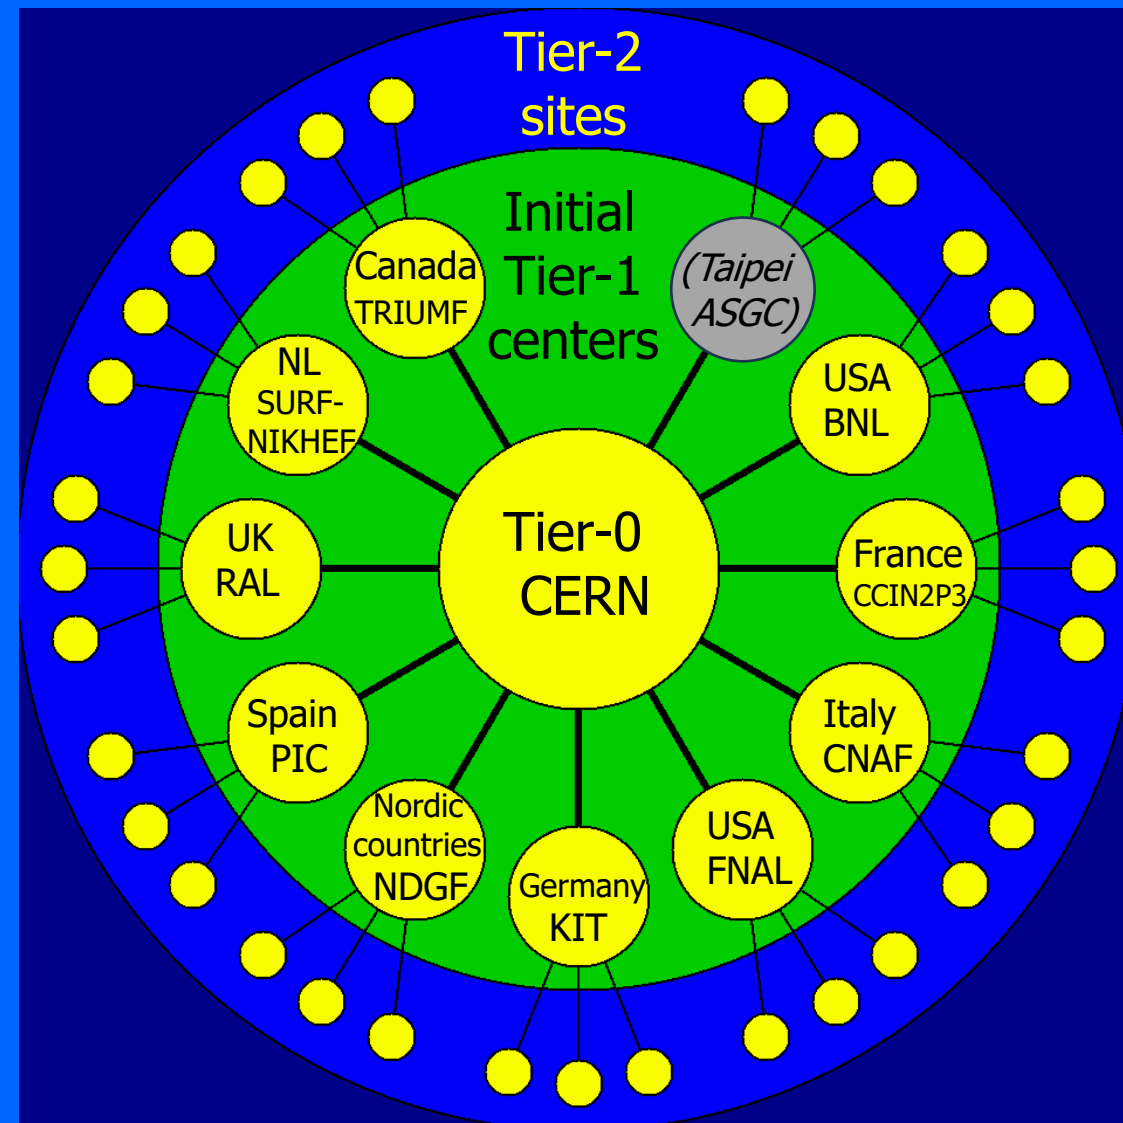 Tier-2
sites
Initial
Tier-1
centers
Canada
TRIUMF
(Taipei
ASGC)
NL
SURF-
NIKHEF
USA
BNL
UK
RAL
Tier-0
CERN
France
CCIN2P3
Spain
PIC
Italy
CNAF
Nordic
countries
NDGF
Germany
KIT
USA
FNAL